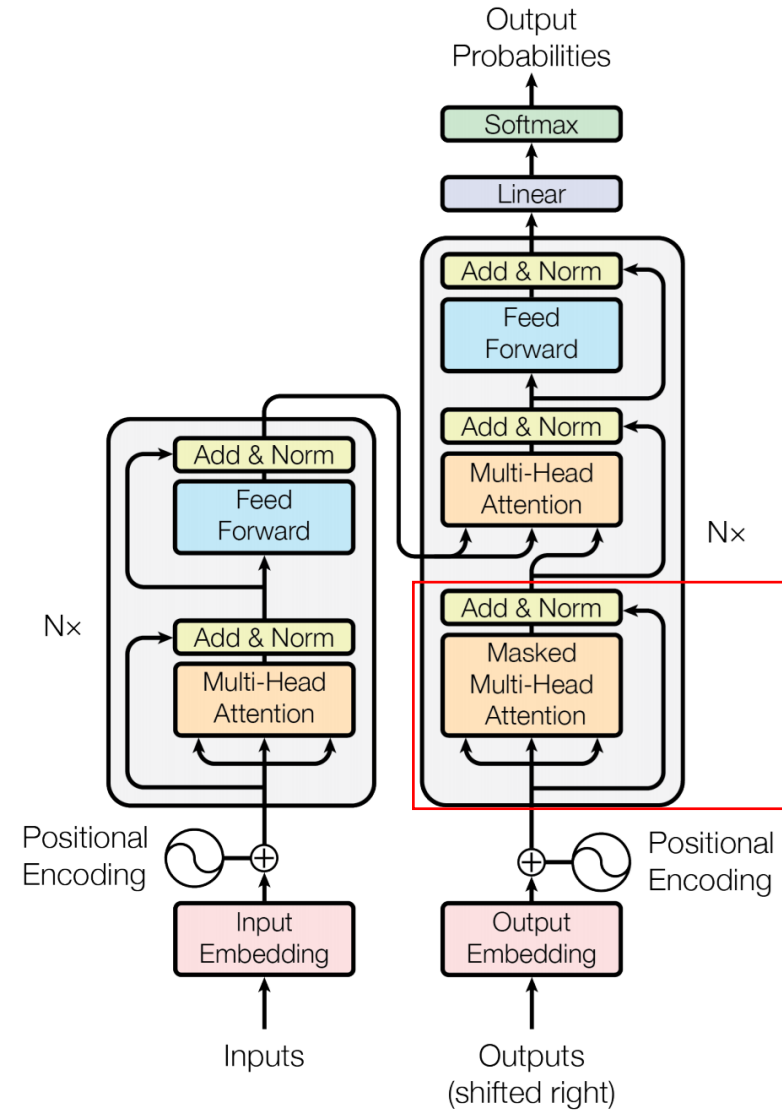 Output
Probabilities
Softmax
Linear
Add & Norm
Feed
Forward
Add & Norm
Multi-Head
Attention
Nx
Add & Norm
Masked
Multi-Head
Attention
Add & Norm
Feed
Forward
Nx
Add & Norm
Multi-Head
Attention
Positional
Encoding
Positional
Encoding
Input
Embedding
Output
Embedding
Inputs
Outputs
(shifted right)